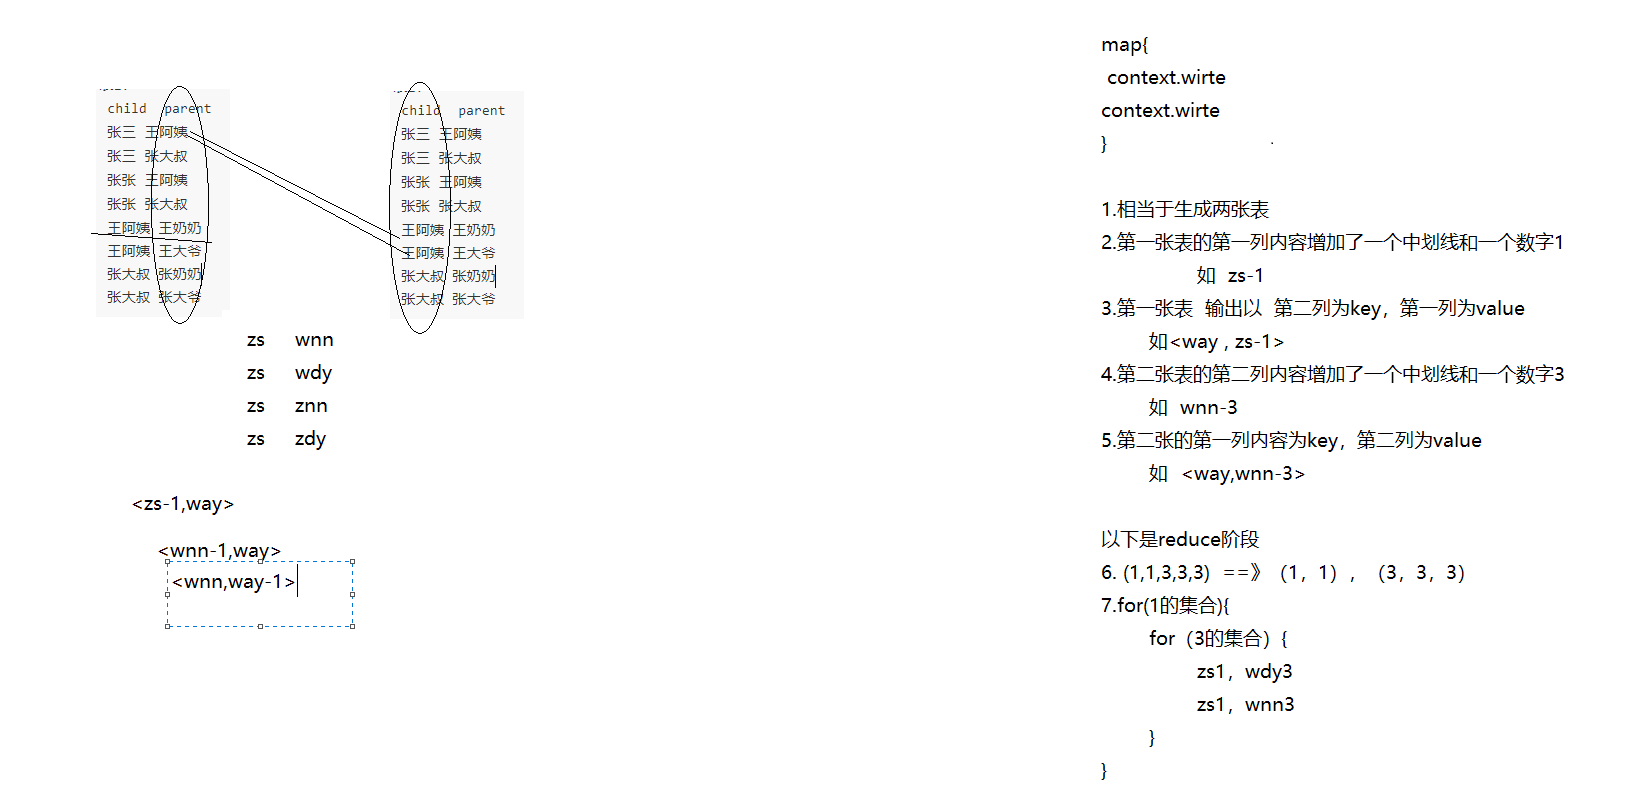 child parent
张三 王阿姨
张三 张大叔
张张 王阿姨
张张 张大叔
王阿姨 王奶奶
王阿姨 王大爷
张大叔 张奶奶
张大叔 张大爷
child parent
张三 王阿姨
张三 张大叔
张张 王阿姨
张张 张大叔
王阿姨 王奶奶
王阿姨 王大爷
张大叔 张奶奶
张大叔 张大爷
zs wnn
zs wdy
zs znn
zs zdy
<zs-1,way>
<wnn-1,way>
<wnn,way-1>
map{
context.wirte
context.wirte
}
1.相当于生成两张表
2.第一张表的第一列内容增加了一个中划线和一个数字1
如 zs-1
3.第一张表 输出以 第二列为key，第一列为value
如<way , zs-1>
4.第二张表的第二列内容增加了一个中划线和一个数字3
如 wnn-3
5.第二张的第一列内容为key，第二列为value
如 <way,wnn-3>
以下是reduce阶段
6. (1,1,3,3,3) ==》（1，1），（3，3，3）
7.for(1的集合){
for（3的集合）{
zs1，wdy3
zs1，wnn3
}
}